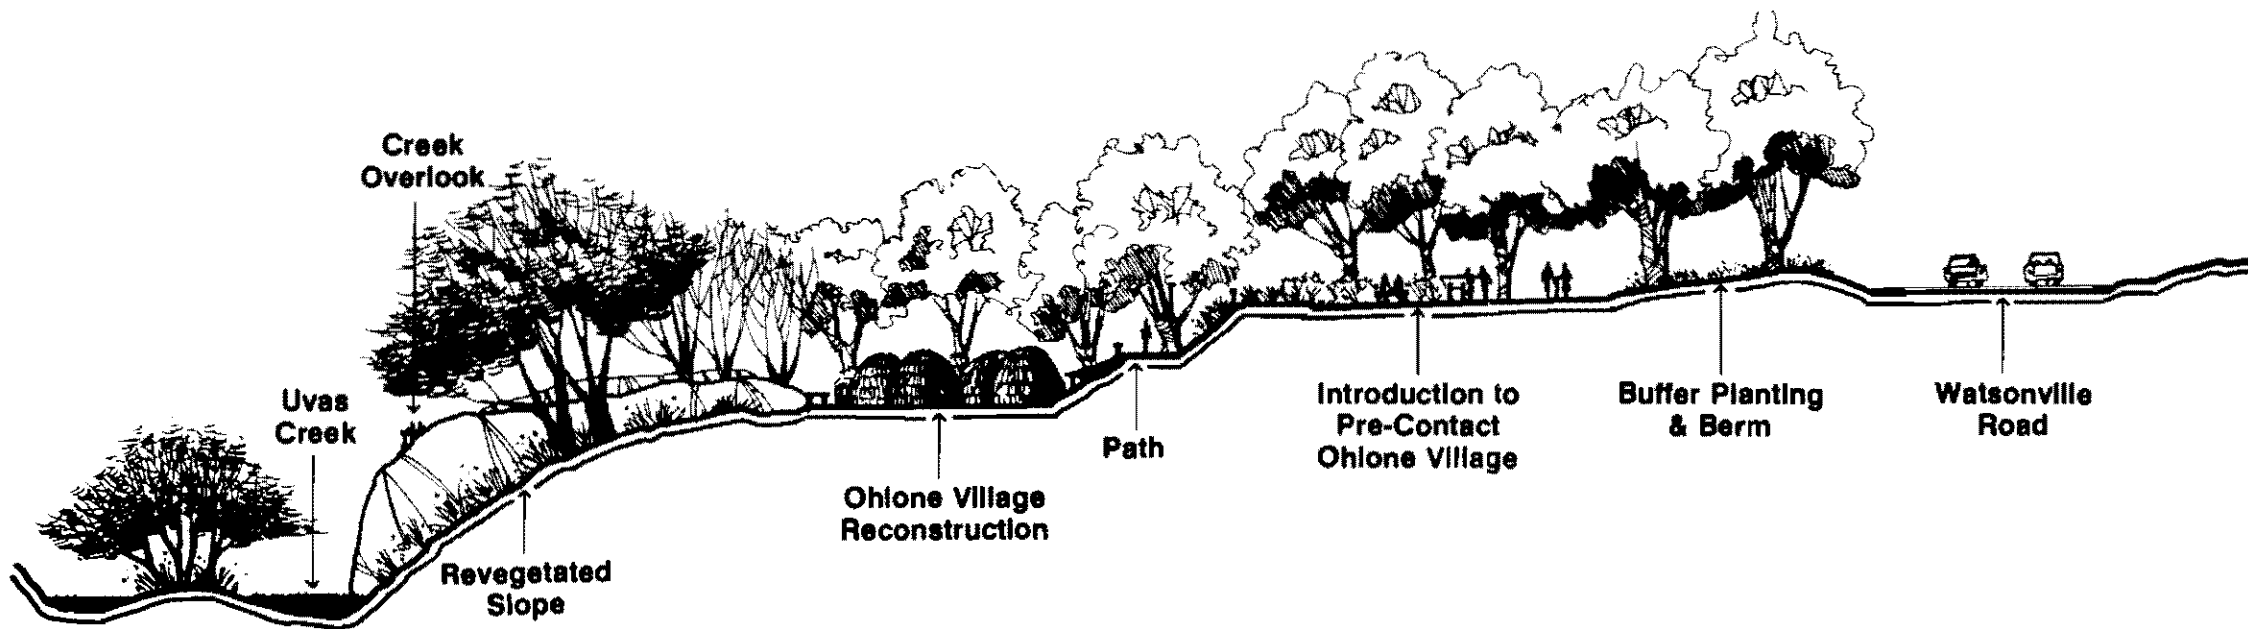 Creek
Overlook
Uvas
Creek
Revegetated
Slope
Ohlone Village
Reconstruction
Path
Introduction to
Pre-Contact
Ohlone Village
Buffer Planting
& Berm
Watsonville
Road